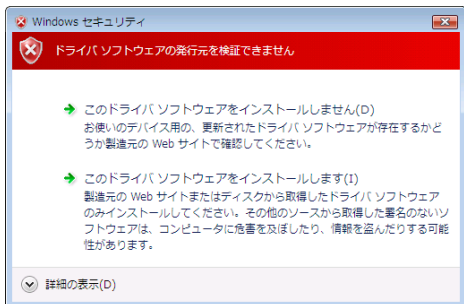 Windows セキュリティ
ドライバ ソフトウェアの発行元を検証できません
このドライバ ソフトウェアをインストールしません(D)
お使いのデバイス用の、更新されたドライバ ソフトウェアが存在するかど
うか製造元の Web サイトで確認してください。
このドライバ ソフトウェアをインストールします(I)
製造元の Web サイトまたはディスクから取得したドライバ ソフトウェア
のみインストールしてください。その他のソースから取得した署名のないソ
フトウェアは、コンピュータに危害を及ぼしたり、情報を盗んだりする可能
性があります。
詳細の表示(D)